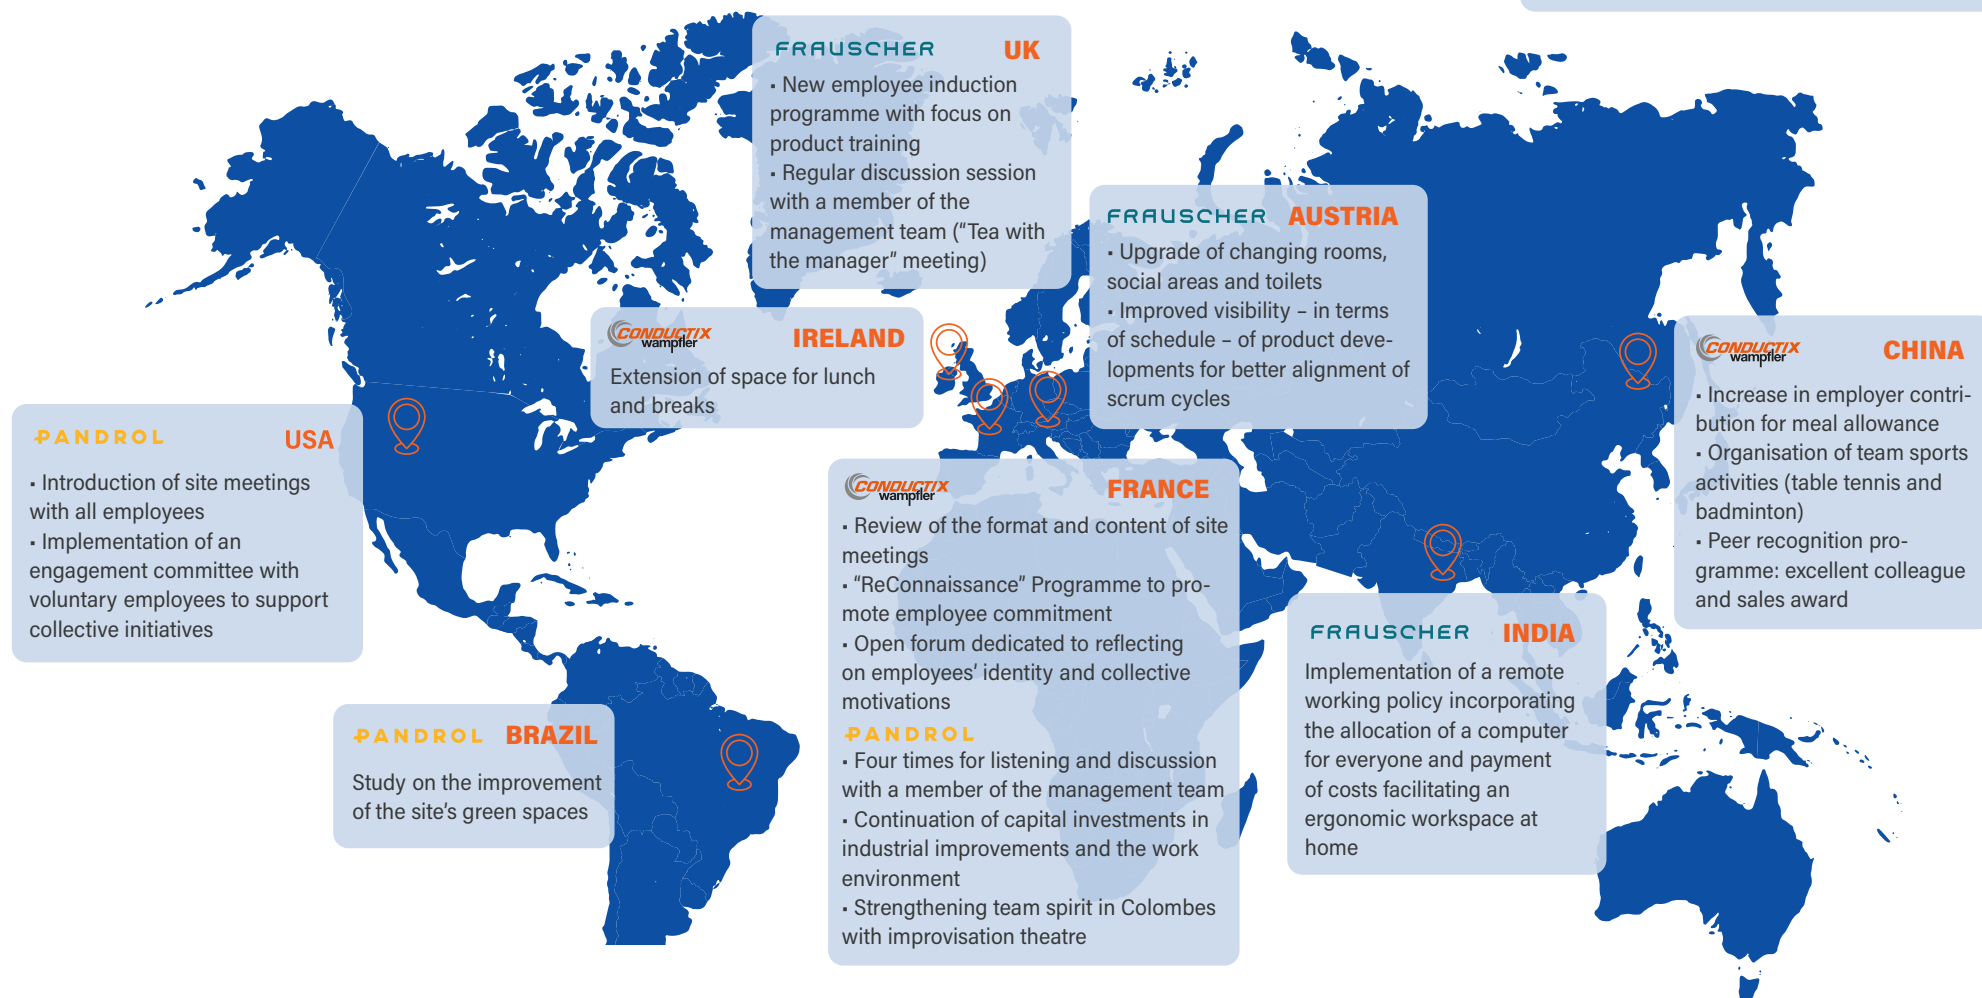 FRAUSCHER UK
· New employee induction
programme with focus on
product training
· Regular discussion session
with a member of the
management team (“Tea with
the manager” meeting)
FRAUSCHER AUSTRIA
· Upgrade of changing rooms,
social areas and toilets
· Improved visibility – in terms
of schedule – of product deve-
lopments for better alignment of
scrum cycles
CONDUCTIX
wampfler
IRELAND
Extension of space for lunch
and breaks
CONDUCTIX
wampfler
CHINA
· Increase in employer contri-
bution for meal allowance
· Organisation of team sports
activities (table tennis and
badminton)
· Peer recognition pro-
gramme: excellent colleague
and sales award
PANDROL USA
· Introduction of site meetings
with all employees
· Implementation of an
engagement committee with
voluntary employees to support
collective initiatives
CONDUCTIX
wampfler
FRANCE
· Review of the format and content of site
meetings
· “ReConnaissance” Programme to pro-
mote employee commitment
· Open forum dedicated to reflecting
on employees’ identity and collective
motivations
PANDROL
· Four times for listening and discussion
with a member of the management team
· Continuation of capital investments in
industrial improvements and the work
environment
· Strengthening team spirit in Colombes
with improvisation theatre
FRAUSCHER INDIA
Implementation of a remote
working policy incorporating
the allocation of a computer
for everyone and payment
of costs facilitating an
ergonomic workspace at
home
PANDROL BRAZIL
Study on the improvement
of the site’s green spaces